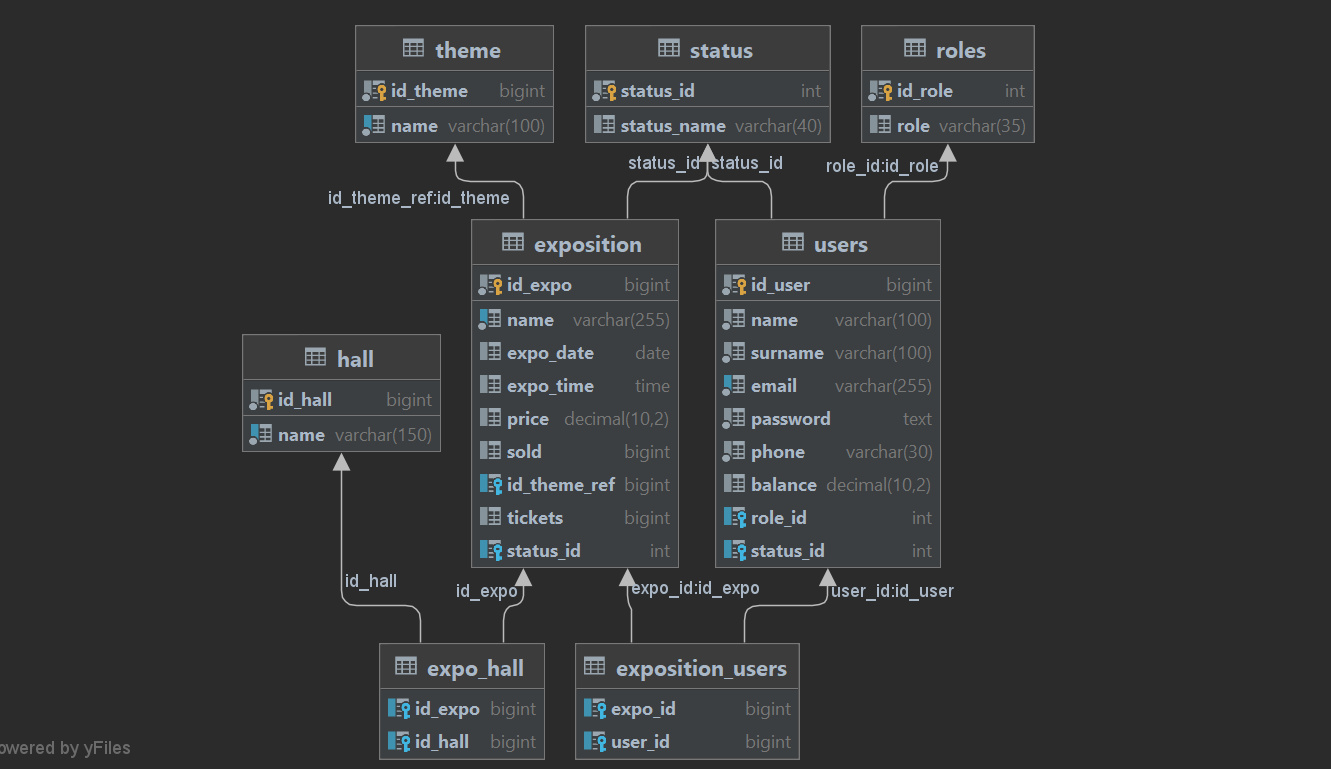 theme
id_theme bigint
name varchar(100)
status
status_id int
status_name varchar(40)
roles
id_role int
role varchar(35)
status_id status_id
role_id:id_role
id_theme_ref:id_theme
exposition
id_expo bigint
name varchar(255)
expo_date date
expo_time time
price decimal(10,2)
sold bigint
id_theme_ref bigint
tickets bigint
status_id int
users
id_user bigint
name varchar(100)
surname varchar(100)
email varchar(255)
password text
phone varchar(30)
balance decimal(10,2)
role_id int
status_id int
hall
id_hall bigint
name varchar(150)
id_hall
id_expo
expo_id:id_expo
user_id:id_user
expo_hall
id_expo bigint
id_hall bigint
exposition_users
expo_id bigint
user_id bigint
owered by yFiles